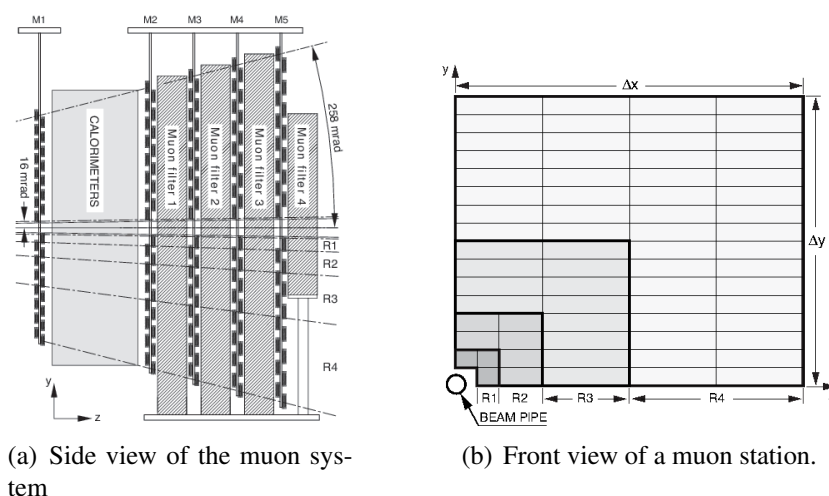 M1
M2
M3
M4
M5
CALORIMETERS
Muon filter 1
Muon filter 2
Muon filter 3
Muon filter 4
258 mrad
16 mrad
R1
R2
R3
R4
y
z
(a) Side view of the muon sys-
tem
y
Δx
Δy
R1
R2
R3
R4
BEAM PIPE
(b) Front view of a muon station.